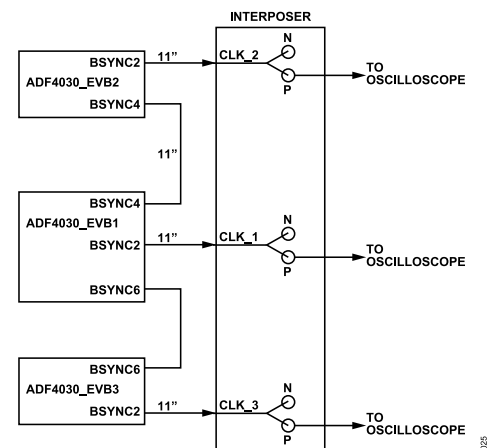 INTERPOSER
N
BSYNC2
11”
CLK_2
ADF4030_EVB2
P
TO
OSCILLOSCOPE
BSYNC4
11”
BSYNC4
ADF4030_EVB1
N
BSYNC2
11”
CLK_1
P
TO
OSCILLOSCOPE
BSYNC6
BSYNC6
ADF4030_EVB3
N
BSYNC2
11”
CLK_3
P
TO
OSCILLOSCOPE
025